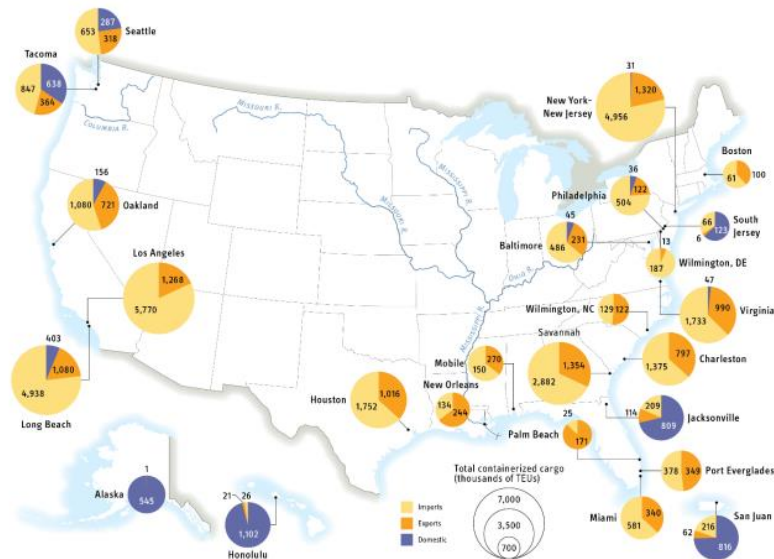 287
653
318
Seattle
Tacoma
847
638
364
MISSOURI R.
COLUMBIA R.
MISSISSIPPI R.
MISSOURI R.
OHIO R.
MISSISSIPPI R.
31
1,320
New York-
New Jersey
4,956
Boston
61
100
36
Philadelphia
122
504
66
South
Jersey
123
6
45
Baltimore
231
486
13
Wilmington, DE
187
47
990
Virginia
1,733
156
1,080
721
Oakland
Los Angeles
1,268
5,770
Wilmington, NC
129
122
Savannah
1,354
2,882
797
Charleston
1,375
403
1,080
4,938
Long Beach
Mobile
270
150
New Orleans
134
244
Houston
1,016
1,752
25
Palm Beach
171
209
114
Jacksonville
809
378
349
Port Everglades
Miami
340
581
San Juan
216
62
816
1
Alaska
545
21
26
1,102
Honolulu
Imports
Exports
Domestic
Total containerized cargo
(thousands of TEUs)
7,000
3,500
700